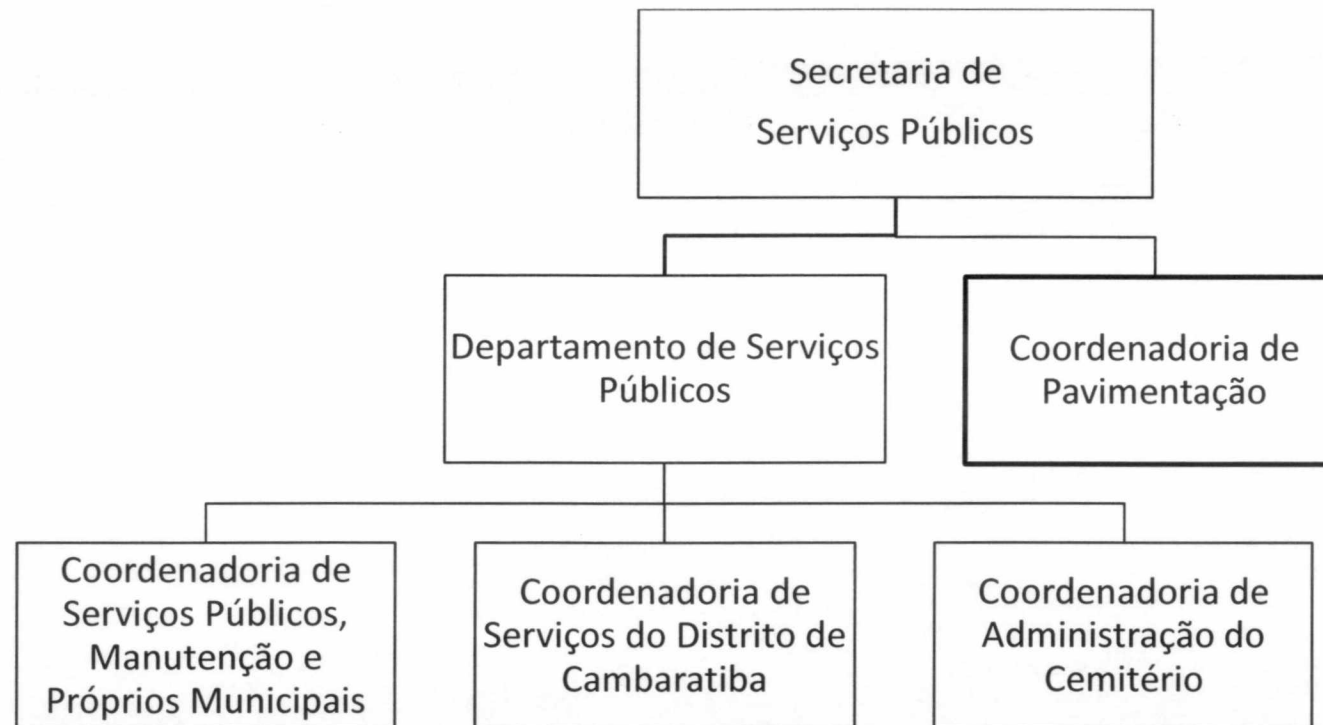 Secretaria de
Serviços Públicos
Departamento de Serviços
Públicos
Coordenadoria de
Pavimentação
Coordenadoria de
Serviços Públicos,
Manutenção e
Próprios Municipais
Coordenadoria de
Serviços do Distrito de
Cambaratiba
Coordenadoria de
Administração do
Cemitério